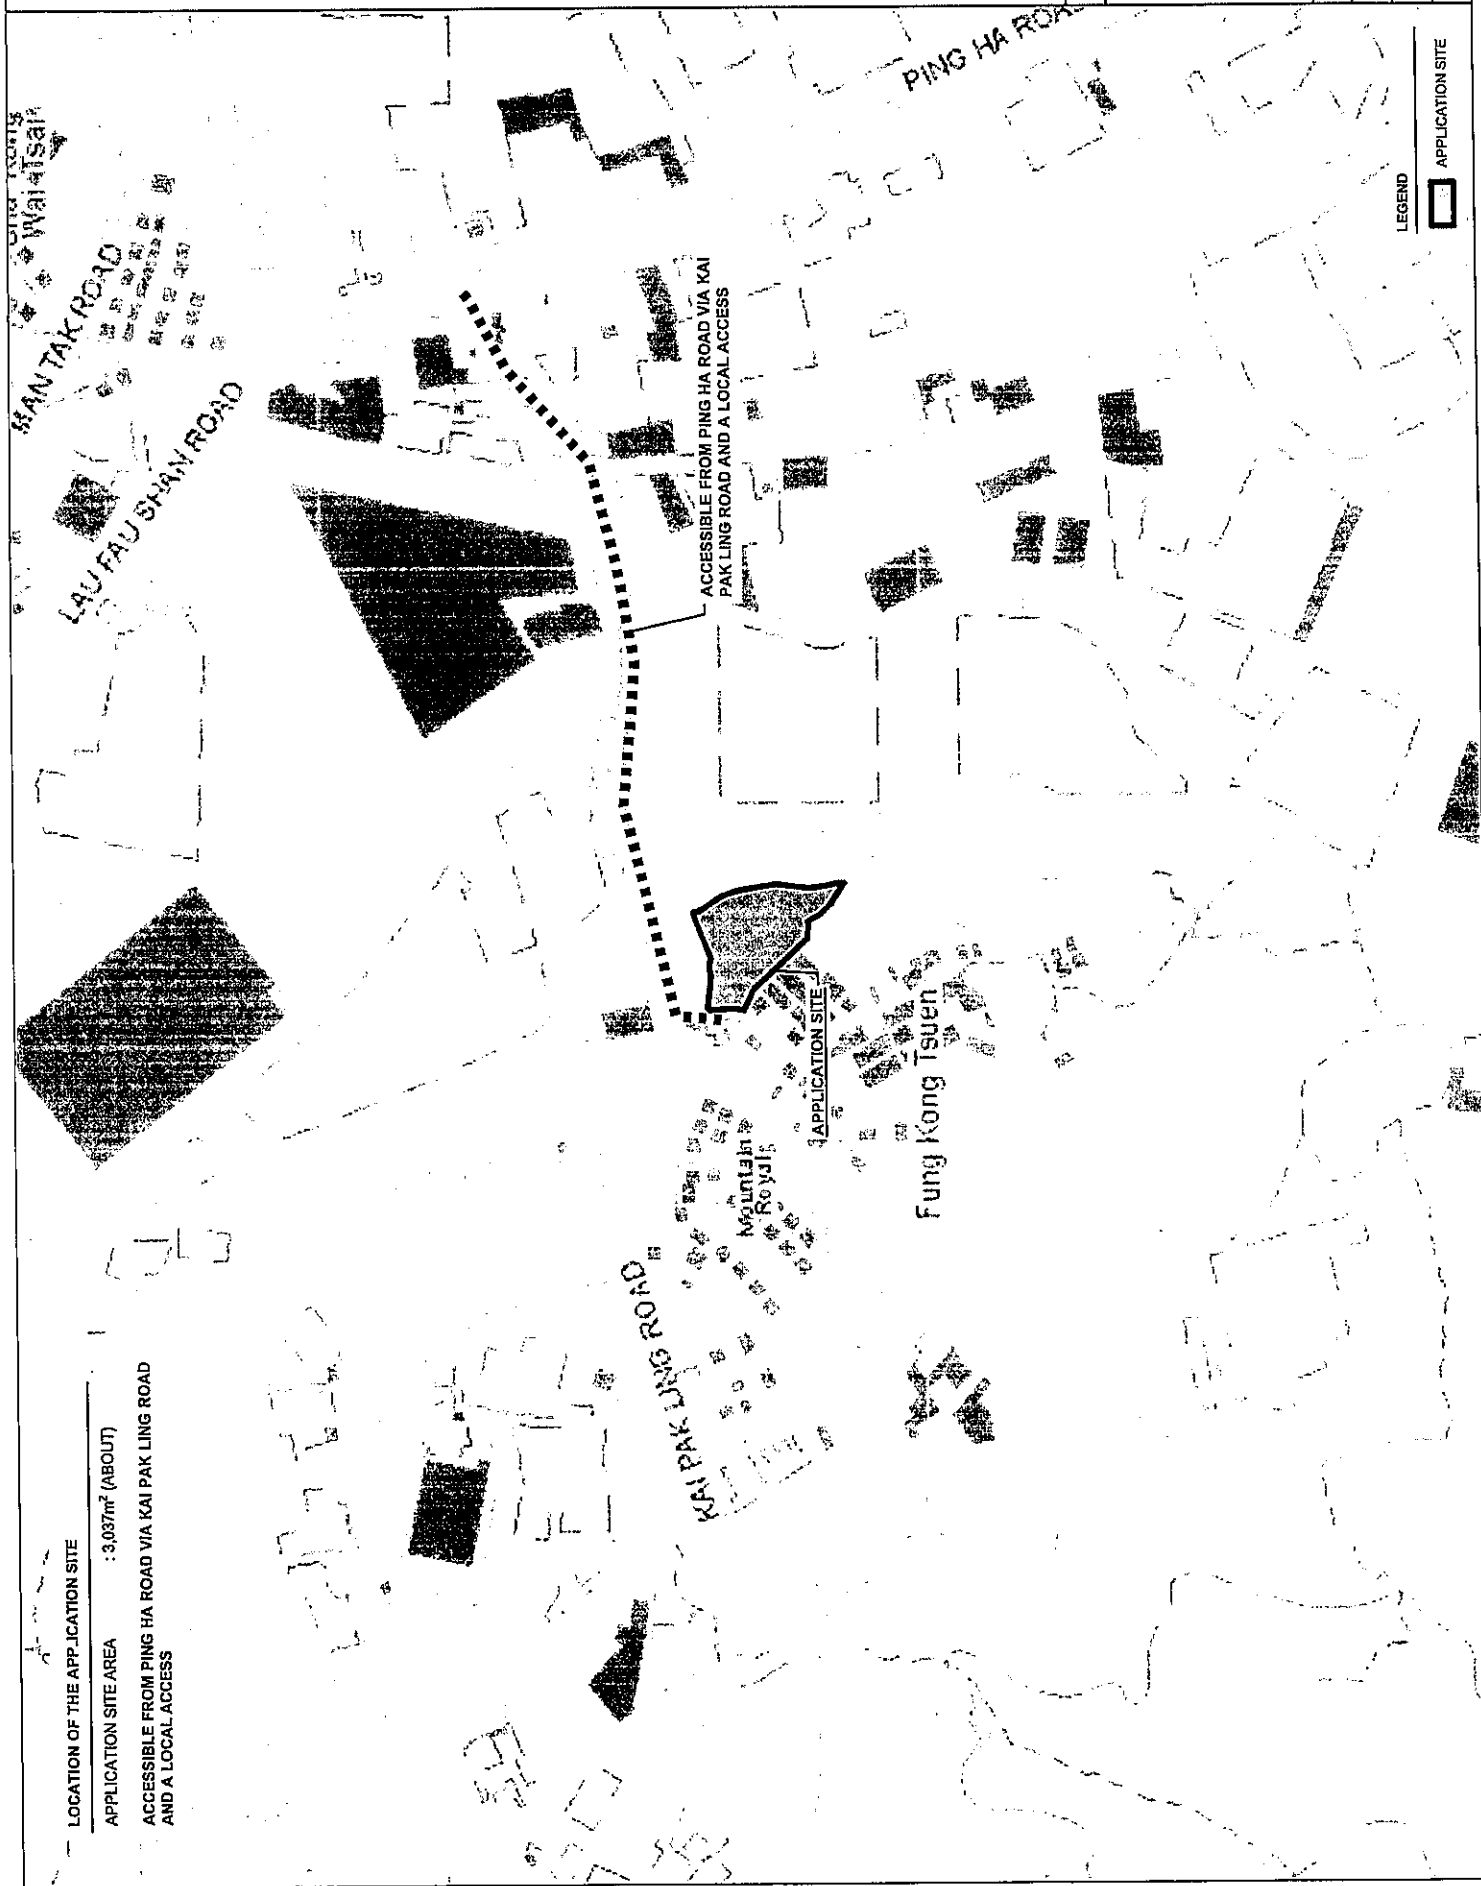 LOCATION OF THE APPLICATION SITE
APPLICATION SITE AREA : 3,037m² (ABOUT)
ACCESSIBLE FROM PING HA ROAD VIA KAI PAK LING ROAD
AND A LOCAL ACCESS
KAI PAK LING ROAD
Mountain
Royal
Fung Kong Tsuen
APPLICATION SITE
ACCESSIBLE FROM PING HA ROAD VIA KAI
PAK LING ROAD AND A LOCAL ACCESS
LAU FAU SHAN ROAD
MAN TAK ROAD
Wai Tsai
PING HA ROAD
LEGEND
APPLICATION SITE